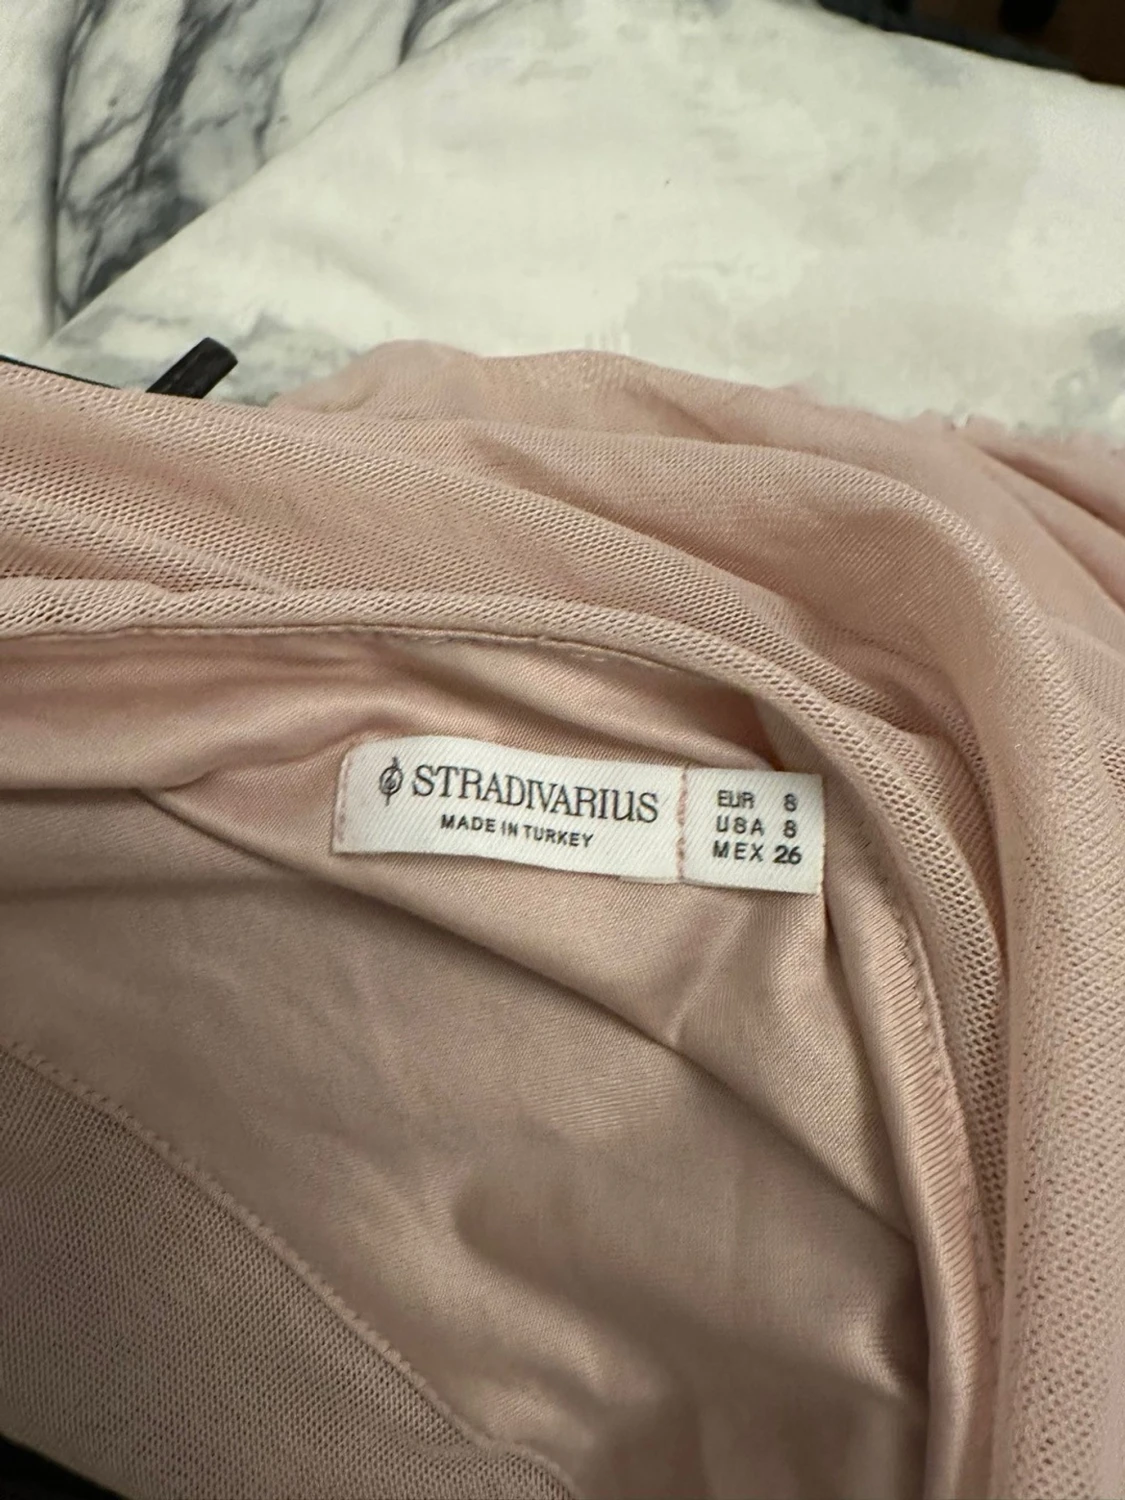 STRADIVARIUS
MADE IN TURKEY
EUR 8
USA 8
MEX 26